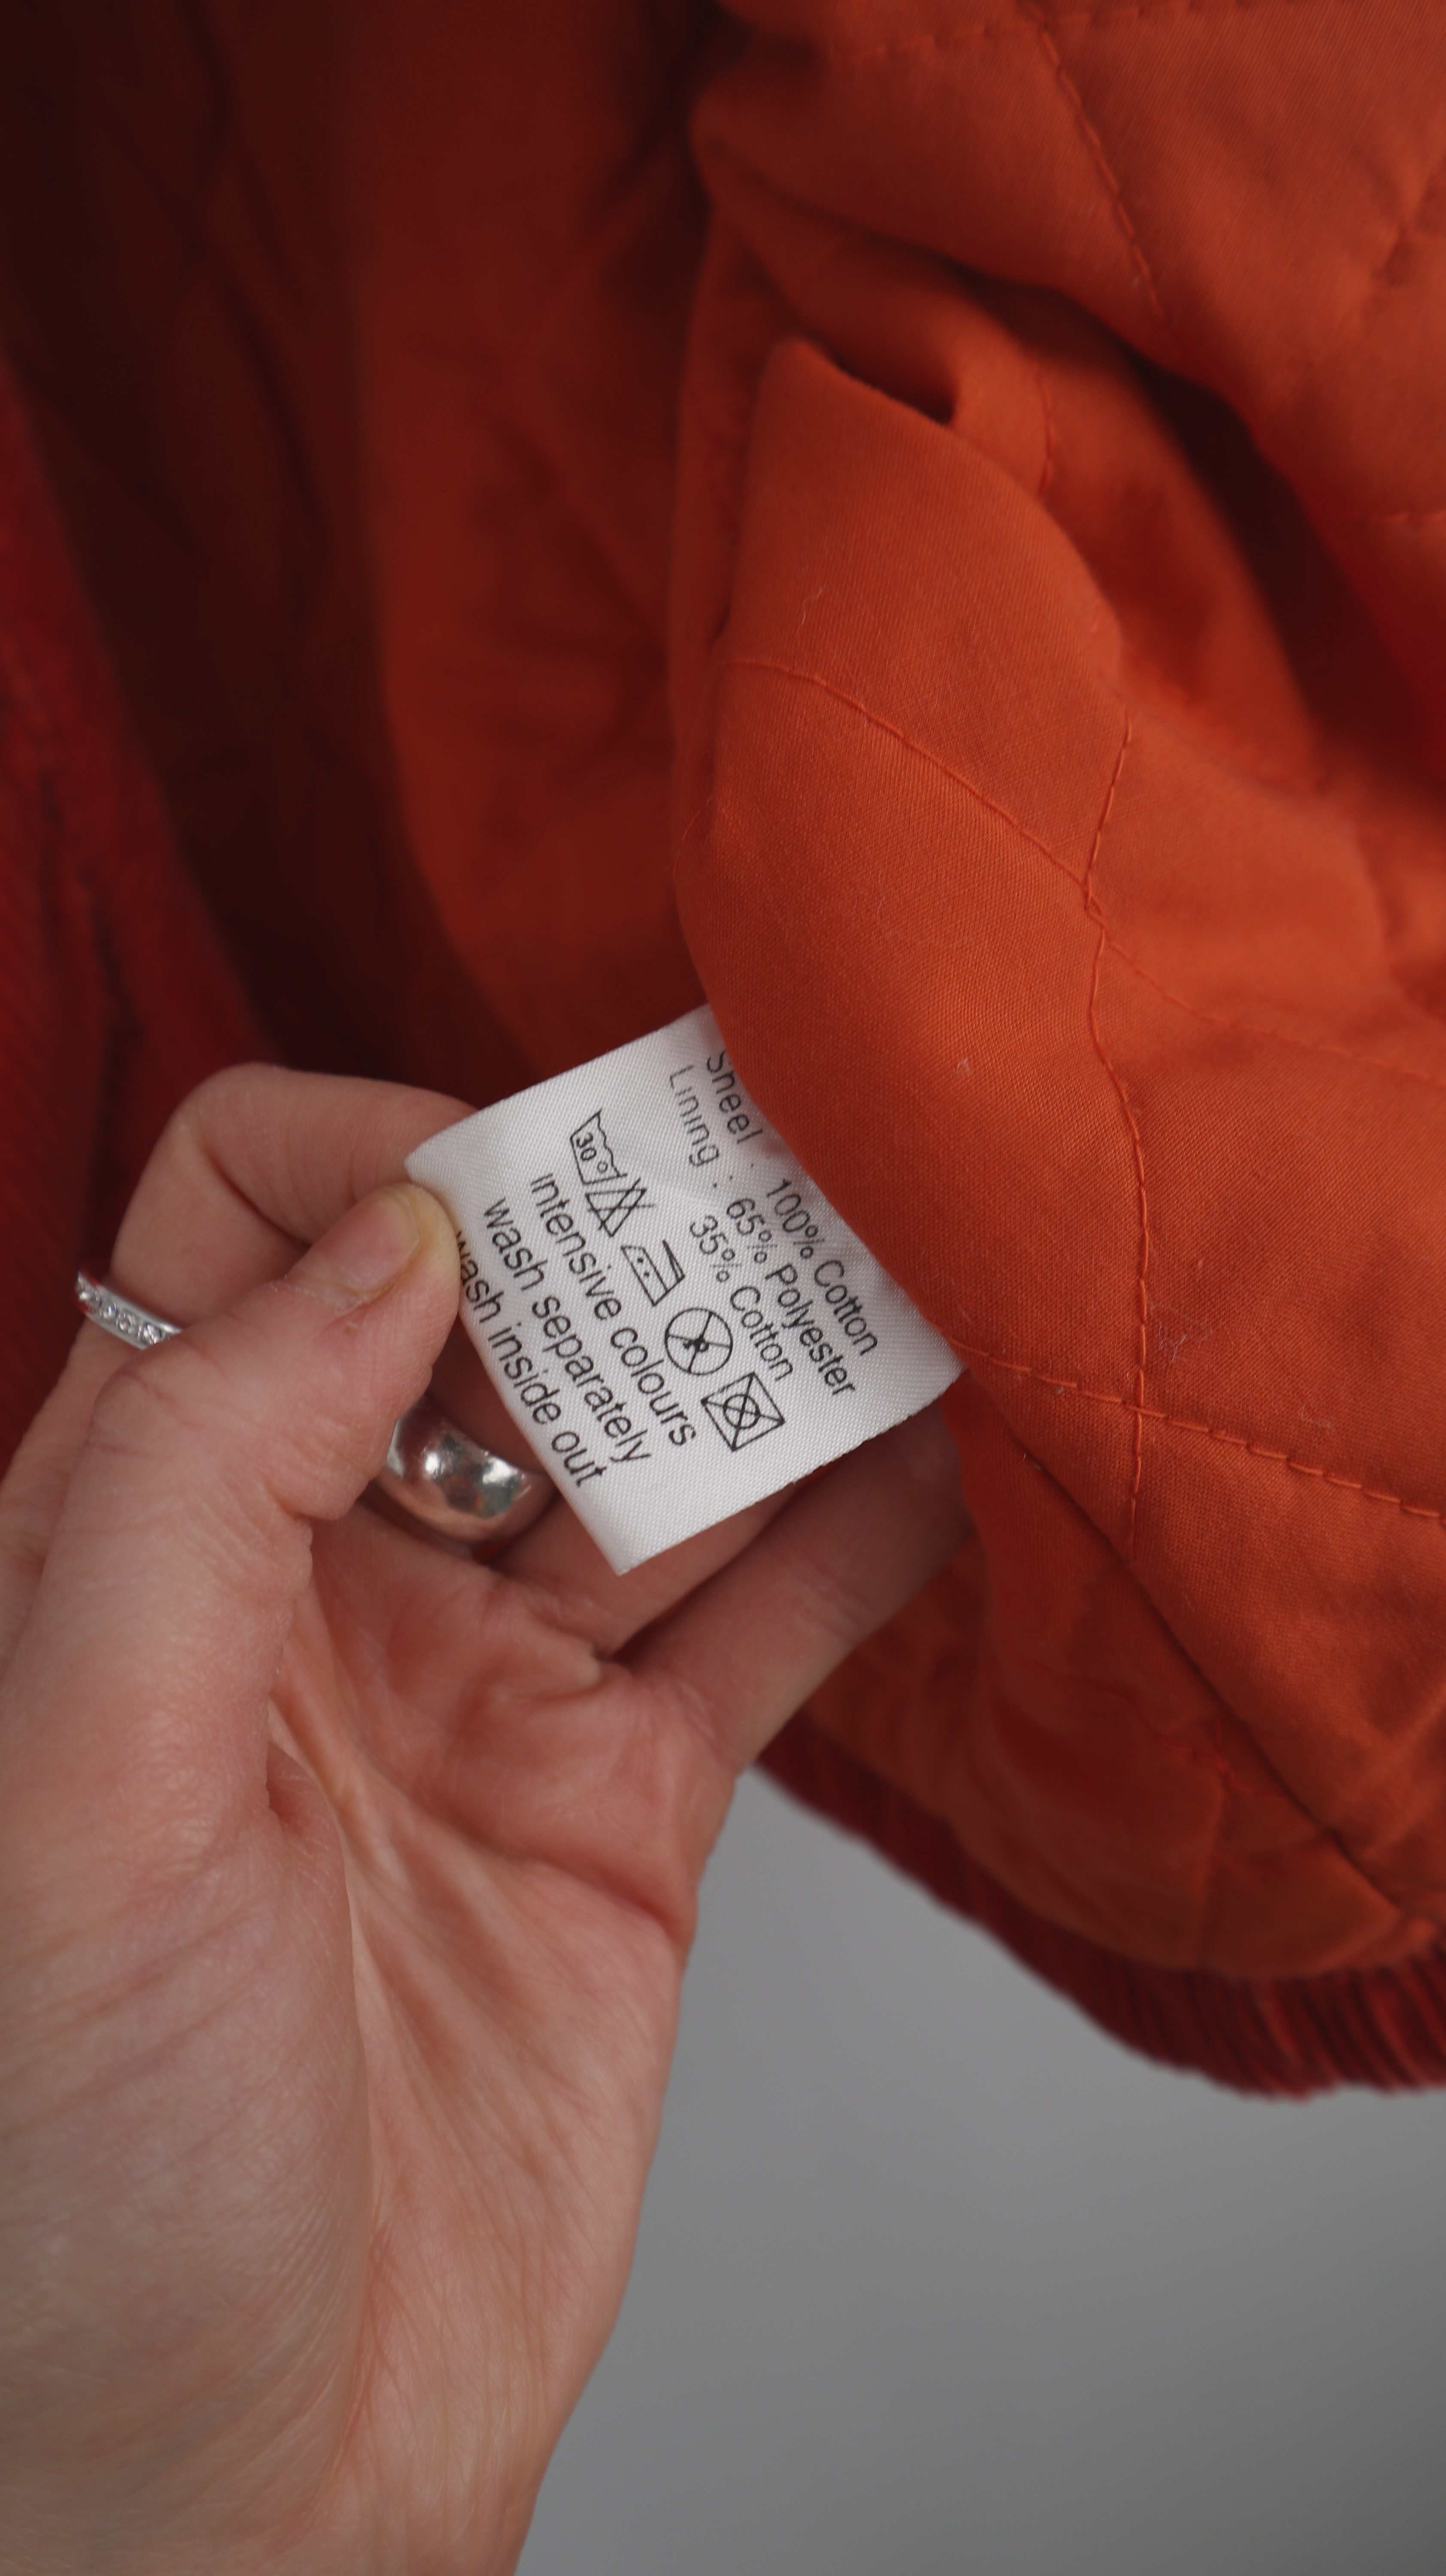 Sheel : 100% Cotton
Lining : 65% Polyester
35% Cotton
30°
P
intensive colours
wash separately
wash inside out